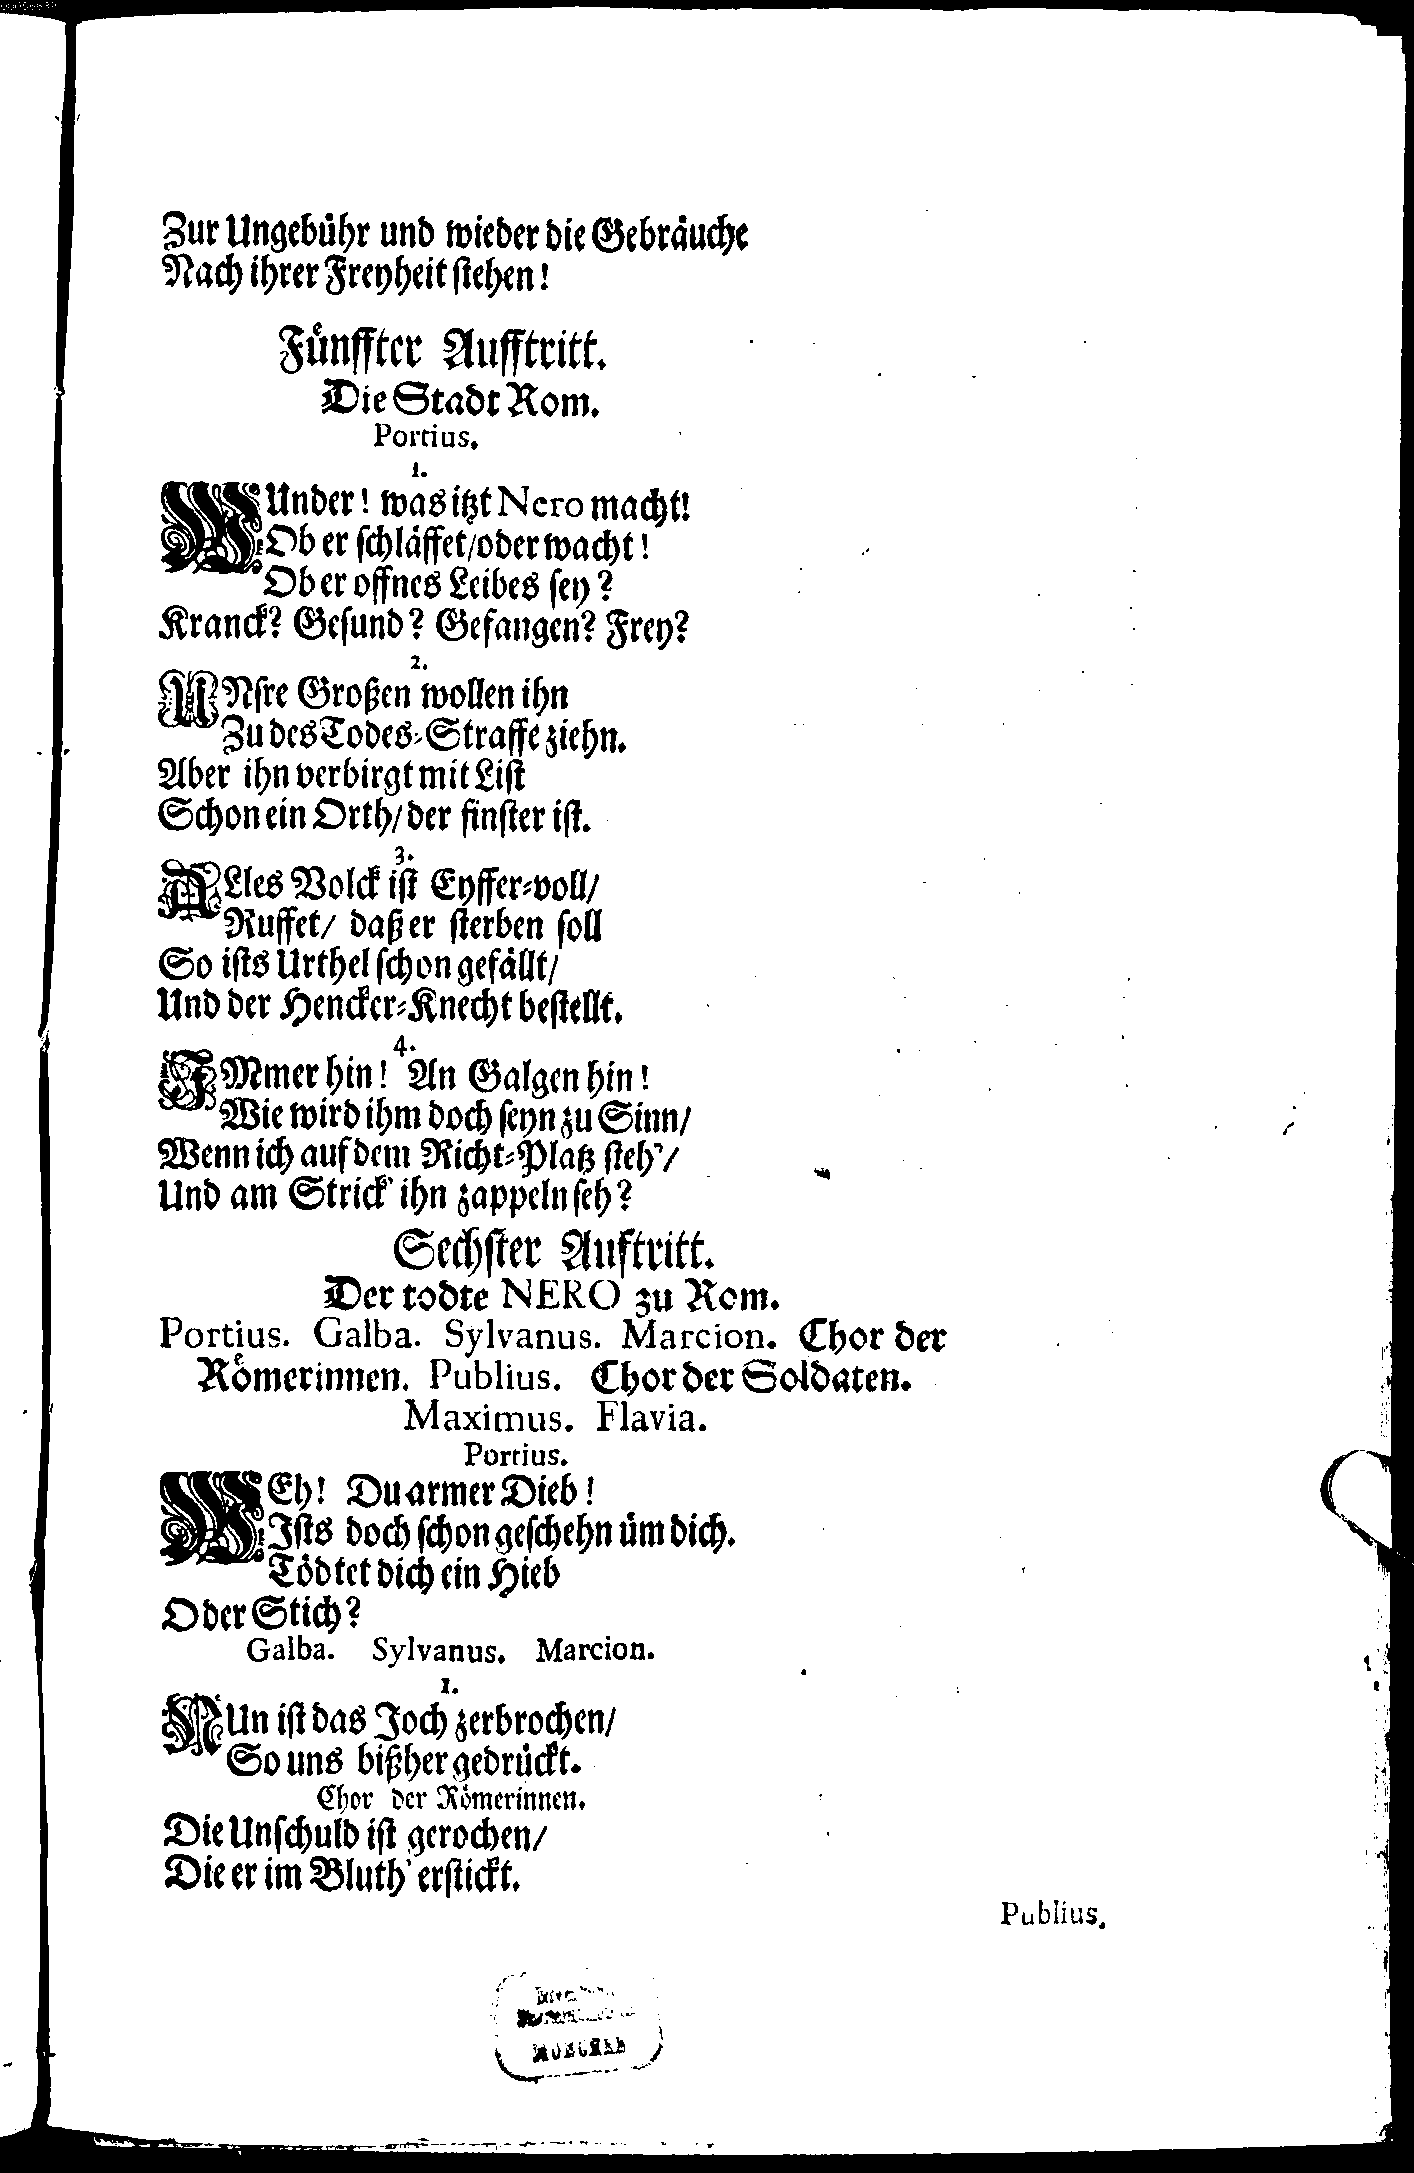 Zur Ungebühr und wieder die Gebräuche
Nach ihrer Freyheit stehen!
Fünffter Aufftritt.
Die Stadt Rom.
Portius.
1.
WUnder! was itzt Nero macht!
Ob er schläffet/oder wacht!
Ob er offnes Leibes sey?
Kranck? Gesund? Gefangen? Frey?
2.
UNsre Großen wollen ihn
Zu des Todes-Straffe ziehn.
Aber ihn verbirgt mit List
Schon ein Orth/ der finster ist.
3.
ALles Volck ist Eyffer-voll/
Ruffet/ daß er sterben soll
So ists Urthel schon gefällt/
Und der Hencker-Knecht bestellt.
4.
IMmer hin! An Galgen hin!
Wie wird ihm doch seyn zu Sinn/
Wenn ich auf dem Richt-Platz steh'/
Und am Strick' ihn zappeln seh?
Sechster Auftritt.
Der todte NERO zu Rom.
Portius. Galba. Sylvanus. Marcion. Chor der
Römerinnen. Publius. Chor der Soldaten.
Maximus. Flavia.
Portius.
WEh! Du armer Dieb!
Ists doch schon geschehn üm dich.
Tödtet dich ein Hieb
Oder Stich?
Galba. Sylvanus. Marcion.
1.
NUn ist das Joch zerbrochen/
So uns bißher gedrückt.
Chor der Römerinnen.
Die Unschuld ist gerochen/
Die er im Bluth' erstickt.
Publius.
MÜNCHEN